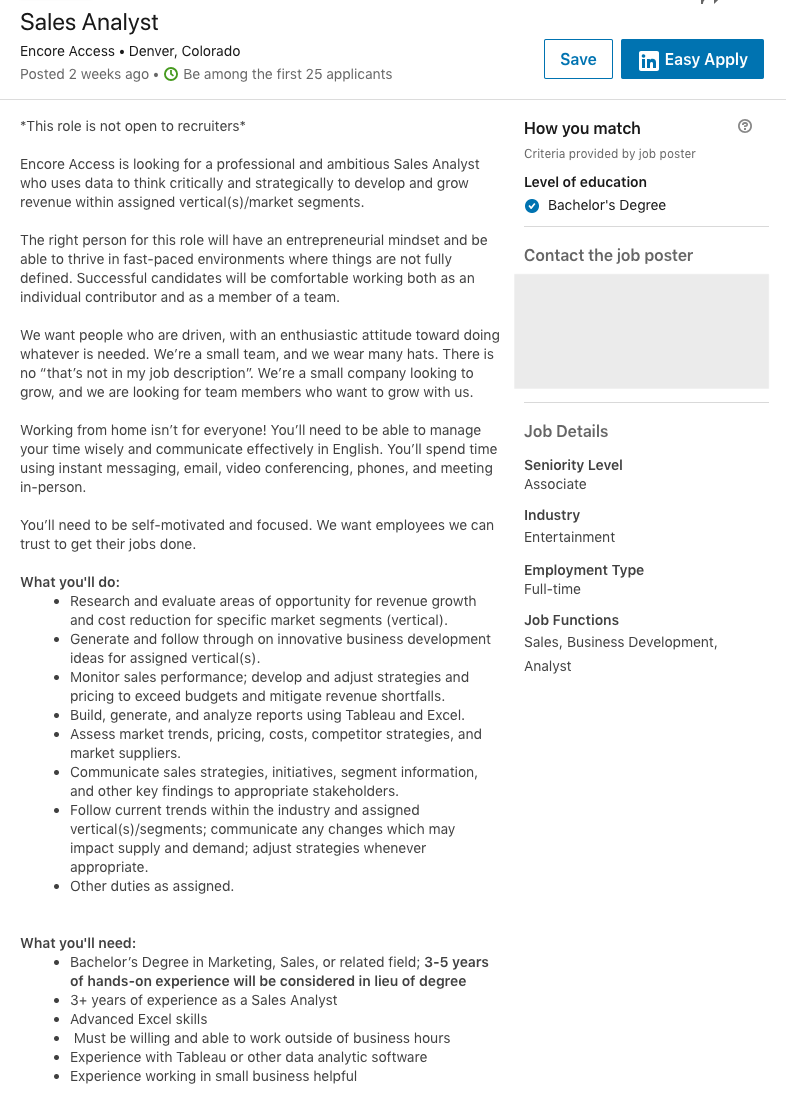 Sales Analyst
Encore Access • Denver, Colorado
Posted 2 weeks ago • Be among the first 25 applicants
Save
in Easy Apply
*This role is not open to recruiters*
Encore Access is looking for a professional and ambitious Sales Analyst
who uses data to think critically and strategically to develop and grow
revenue within assigned vertical(s)/market segments.
The right person for this role will have an entrepreneurial mindset and be
able to thrive in fast-paced environments where things are not fully
defined. Successful candidates will be comfortable working both as an
individual contributor and as a member of a team.
We want people who are driven, with an enthusiastic attitude toward doing
whatever is needed. We’re a small team, and we wear many hats. There is
no “that’s not in my job description”. We’re a small company looking to
grow, and we are looking for team members who want to grow with us.
Working from home isn’t for everyone! You’ll need to be able to manage
your time wisely and communicate effectively in English. You’ll spend time
using instant messaging, email, video conferencing, phones, and meeting
in-person.
You’ll need to be self-motivated and focused. We want employees we can
trust to get their jobs done.
What you'll do:
• Research and evaluate areas of opportunity for revenue growth
and cost reduction for specific market segments (vertical).
• Generate and follow through on innovative business development
ideas for assigned vertical(s).
• Monitor sales performance; develop and adjust strategies and
pricing to exceed budgets and mitigate revenue shortfalls.
• Build, generate, and analyze reports using Tableau and Excel.
• Assess market trends, pricing, costs, competitor strategies, and
market suppliers.
• Communicate sales strategies, initiatives, segment information,
and other key findings to appropriate stakeholders.
• Follow current trends within the industry and assigned
vertical(s)/segments; communicate any changes which may
impact supply and demand; adjust strategies whenever
appropriate.
• Other duties as assigned.
What you'll need:
• Bachelor’s Degree in Marketing, Sales, or related field; 3-5 years
of hands-on experience will be considered in lieu of degree
• 3+ years of experience as a Sales Analyst
• Advanced Excel skills
• Must be willing and able to work outside of business hours
• Experience with Tableau or other data analytic software
• Experience working in small business helpful
How you match
?
Criteria provided by job poster
Level of education
Bachelor's Degree
Contact the job poster
Job Details
Seniority Level
Associate
Industry
Entertainment
Employment Type
Full-time
Job Functions
Sales, Business Development,
Analyst